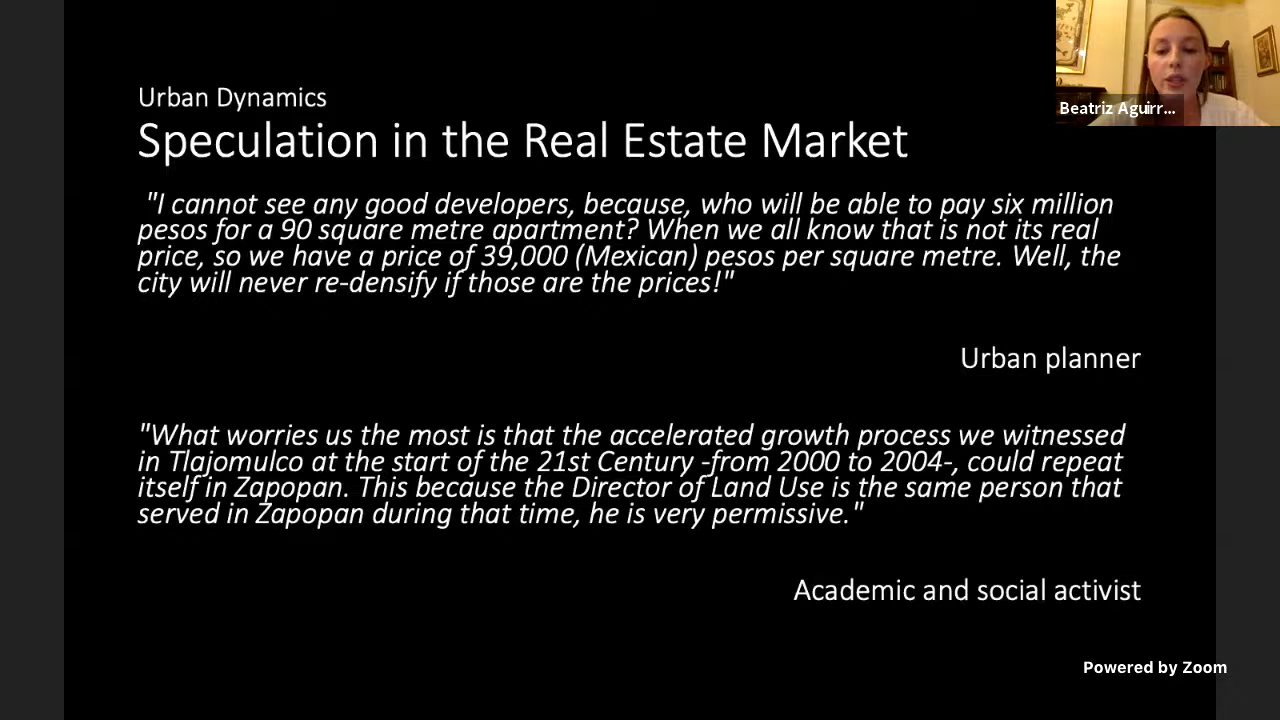 Urban Dynamics
Speculation in the Real Estate Market
"I cannot see any good developers, because, who will be able to pay six million
pesos for a 90 square metre apartment? When we all know that is not its real
price, so we have a price of 39,000 (Mexican) pesos per square metre. Well, the
city will never re-densify if those are the prices!"
Urban planner
"What worries us the most is that the accelerated growth process we witnessed
in Tlajomulco at the start of the 21st Century -from 2000 to 2004-, could repeat
itself in Zapopan. This because the Director of Land Use is the same person that
served in Zapopan during that time, he is very permissive."
Academic and social activist
Beatriz Aguirr...
Powered by Zoom